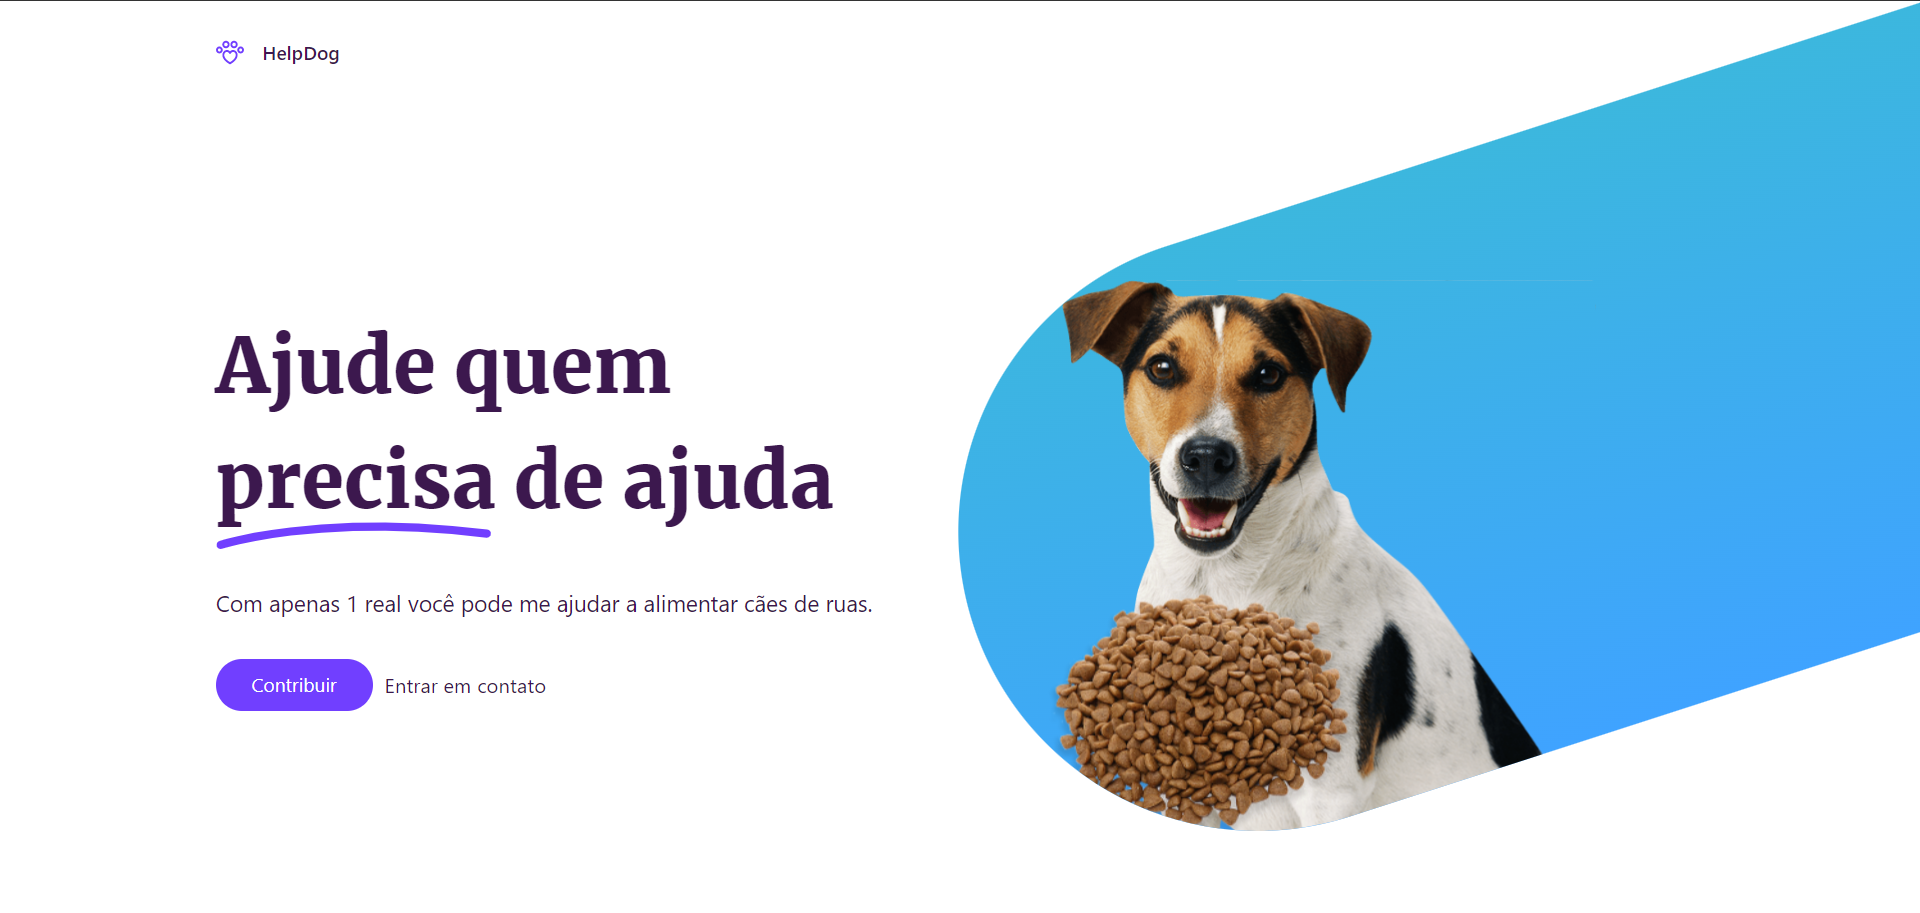 HelpDog
Ajude quem
precisa de ajuda
Com apenas 1 real você pode me ajudar a alimentar cães de ruas.
Contribuir
Entrar em contato